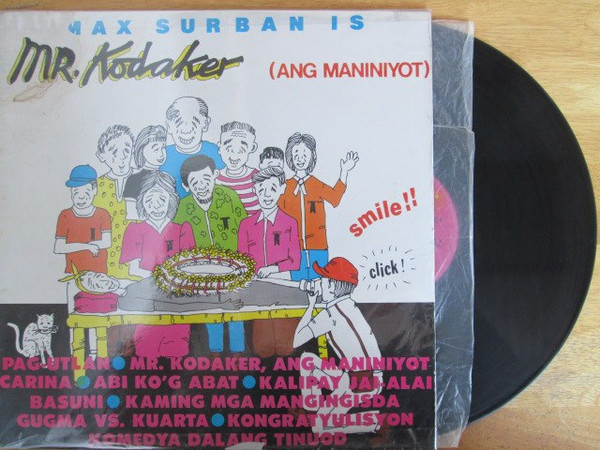 MAX SURBAN IS
MR. Kodaker
(ANG MANINIYOT)
smile!!
click!
PAG-UTLAN • MR. KODAKER, ANG MANINIYOT
CARINA • ABI KO'G ABAT • KALIPAY JAI-ALAI
BASUNI • KAMING MGA MANGINGISDA
GUGMA VS. KUARTA • KONGRATYULISYON
KOMEDYA DALANG TINUOD